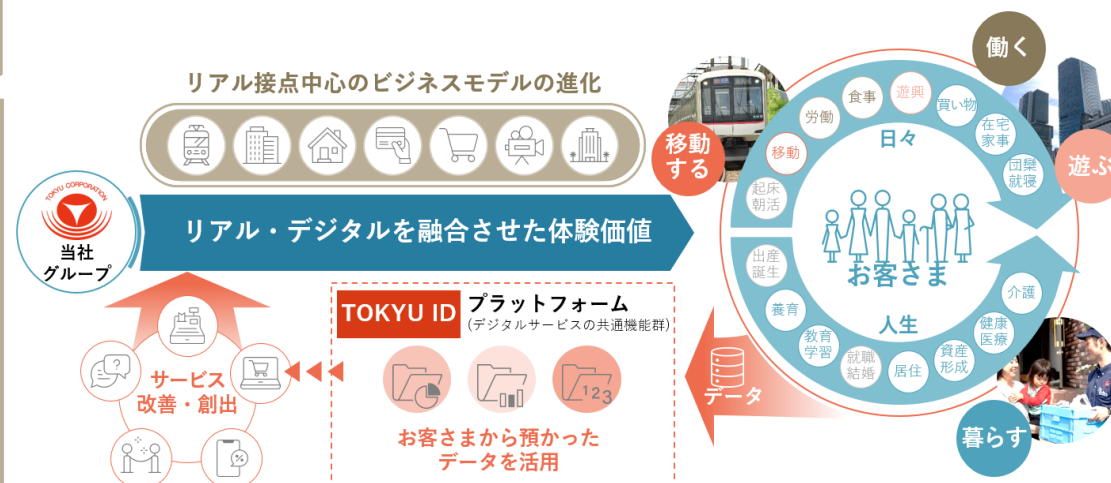 リアル接点中心のビジネスモデルの進化
TOKYU CORPORATION
当社
グループ
リアル・デジタルを融合させた体験価値
サービス
改善・創出
TOKYU ID
プラットフォーム
(デジタルサービスの共通機能群)
123
お客さまから預かった
データを活用
データ
移動
する
働く
遊ぶ
暮らす
日々
起床
朝活
移動
労働
食事
遊興
買い物
在宅
家事
団欒
就寝
お客さま
人生
出産
誕生
養育
教育
学習
就職
結婚
居住
資産
形成
健康
医療
介護